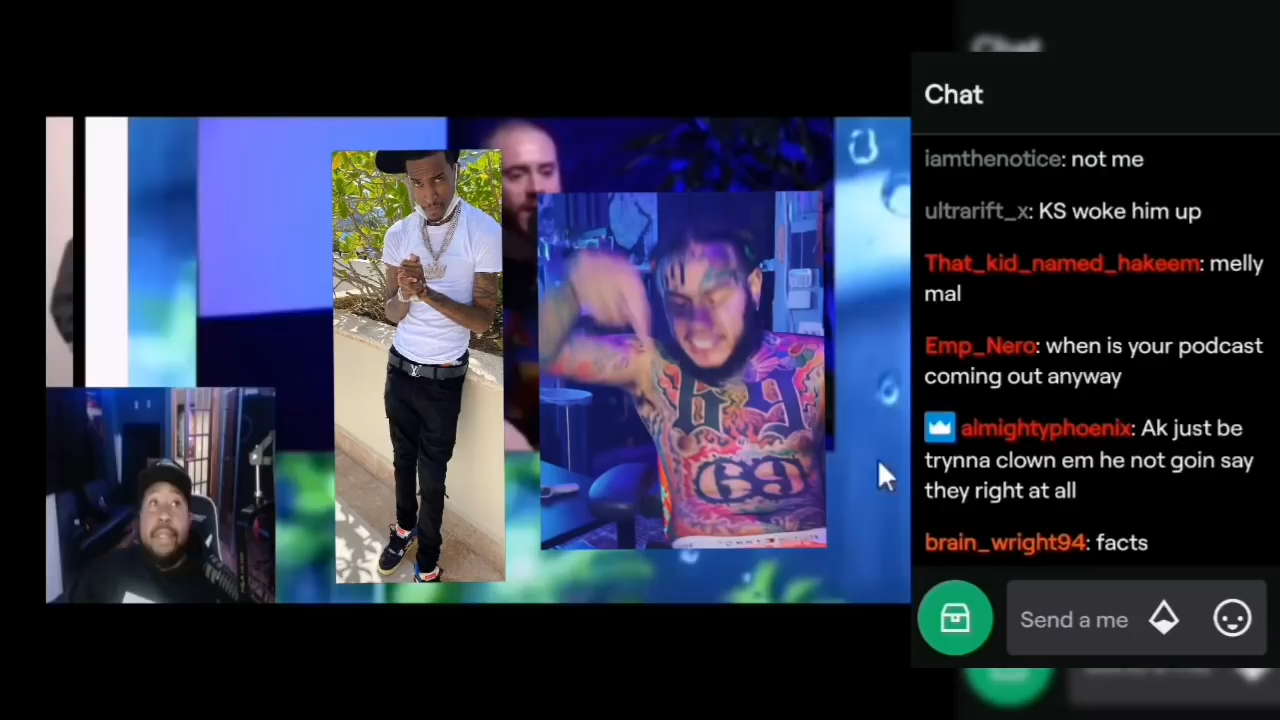 Chat
iamthenotice: not me
ultrarift_x: KS woke him up
That_kid_named_hakeem: melly
mal
Emp_Nero: when is your podcast
coming out anyway
almightyphoenix: Ak just be
trynna clown em he not goin say
they right at all
brain_wright94: facts
Send a me
69
69